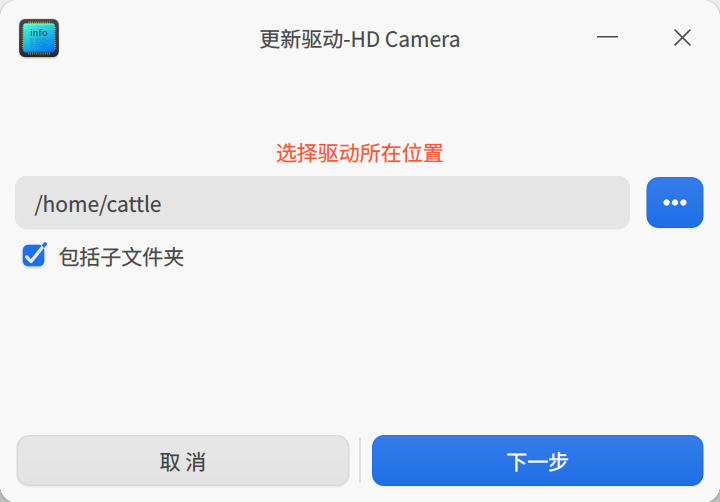 info
更新驱动-HD Camera
选择驱动所在位置
/home/cattle
包括子文件夹
取 消
下一步